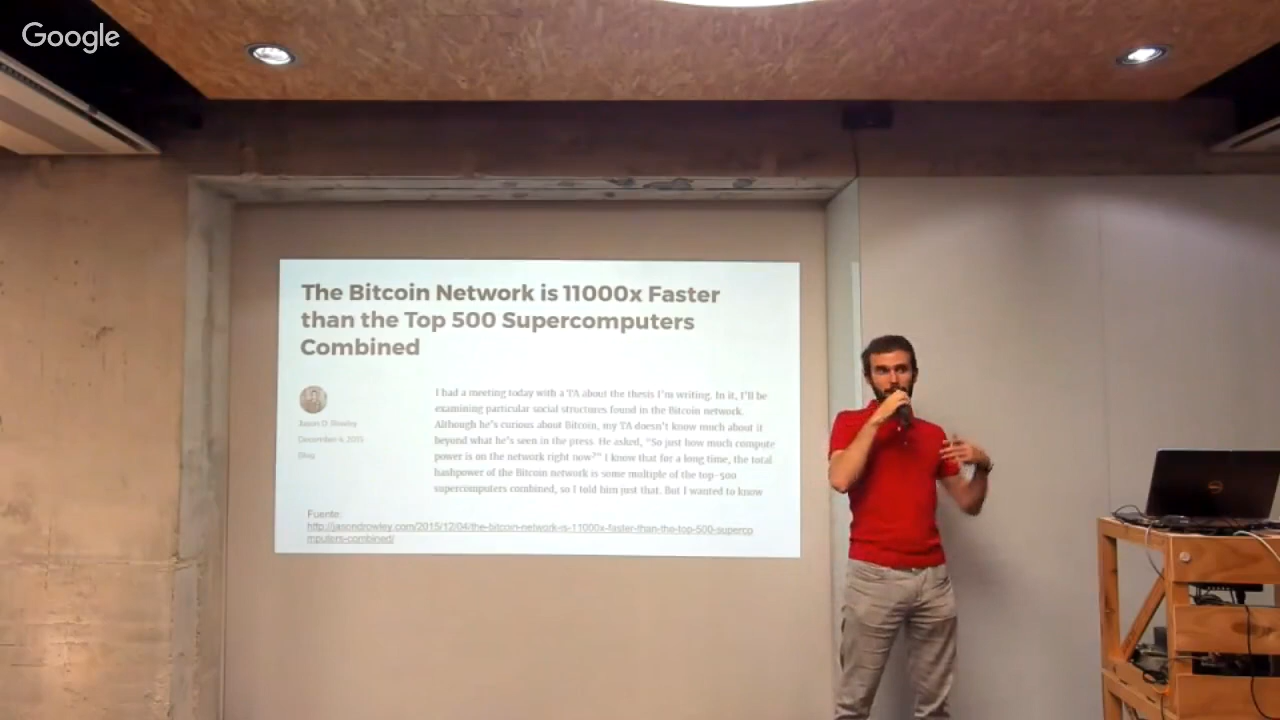 Google
The Bitcoin Network is 11000x Faster
than the Top 500 Supercomputers
Combined
Jason D. Rowley
December 4, 2015
Blog
I had a meeting today with a TA about the thesis I'm writing. In it, I'll be
examining particular social structures found in the Bitcoin network.
Although he's curious about Bitcoin, my TA doesn't know much about it
beyond what he's seen in the press. He asked, "So just how much compute
power is on the network right now?" I know that for a long time, the total
hashpower of the Bitcoin network is some multiple of the top-500
supercomputers combined, so I told him just that. But I wanted to know
Fuente:
http://jasondrowley.com/2015/12/04/the-bitcoin-network-is-11000x-faster-than-the-top-500-superco
mputers-combined/